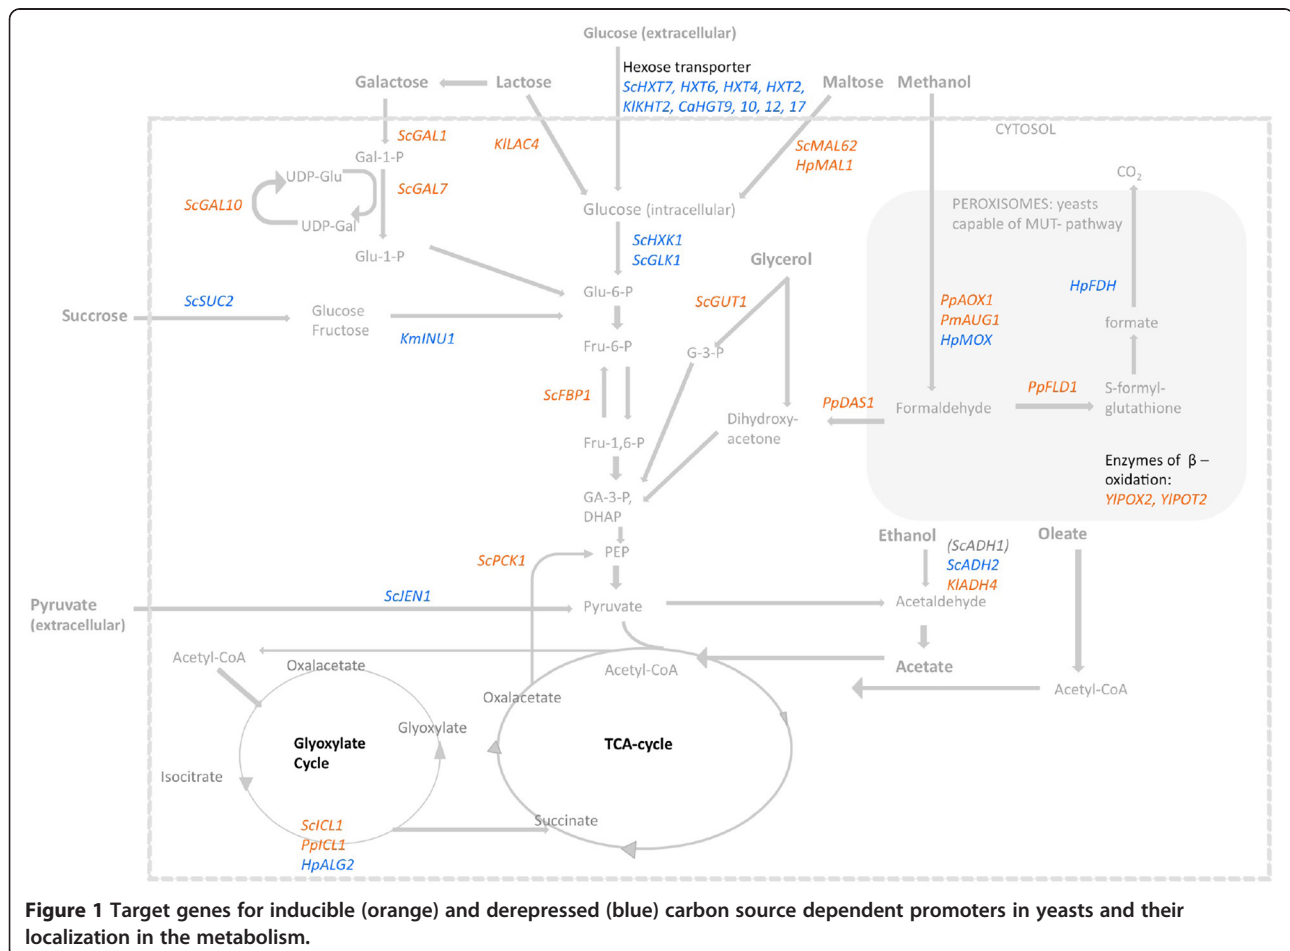 Glucose (extracellular)
Hexose transporter
ScHXT7, HXT6, HXT4, HXT2,
KlKHT2, CaHGT9, 10, 12, 17
Galactose
Lactose
Maltose
Methanol
CYTOSOL
ScGAL1
KlLAC4
ScMAL62
HpMAL1
Gal-1-P
UDP-Glu
ScGAL7
ScGAL10
UDP-Gal
Glu-1-P
Glucose (intracellular)
CO2
PEROXISOMES: yeasts
capable of MUT- pathway
ScHXK1
ScGLK1
Glycerol
Glu-6-P
ScGUT1
ScSUC2
Succrose
Glucose
Fructose
KmINU1
Fru-6-P
G-3-P
PpAOX1
PmAUG1
HpMOX
HpFDH
formate
ScFBP1
PpDAS1
Formaldehyde
PpFLD1
S-formyl-
glutathione
Dihydroxy-
acetone
Fru-1,6-P
Enzymes of β –
oxidation:
YlPOX2, YlPOT2
GA-3-P,
DHAP
Ethanol
Oleate
(ScADH1)
ScADH2
KlADH4
ScPCK1
PEP
Pyruvate
(extracellular)
ScJEN1
Pyruvate
Acetaldehyde
Acetyl-CoA
Oxalacetate
Acetyl-CoA
Acetate
Oxalacetate
Acetyl-CoA
Glyoxylate
Glyoxylate
Cycle
TCA-cycle
Isocitrate
ScICL1
PpICL1
HpALG2
Succinate
Figure 1 Target genes for inducible (orange) and derepressed (blue) carbon source dependent promoters in yeasts and their
localization in the metabolism.